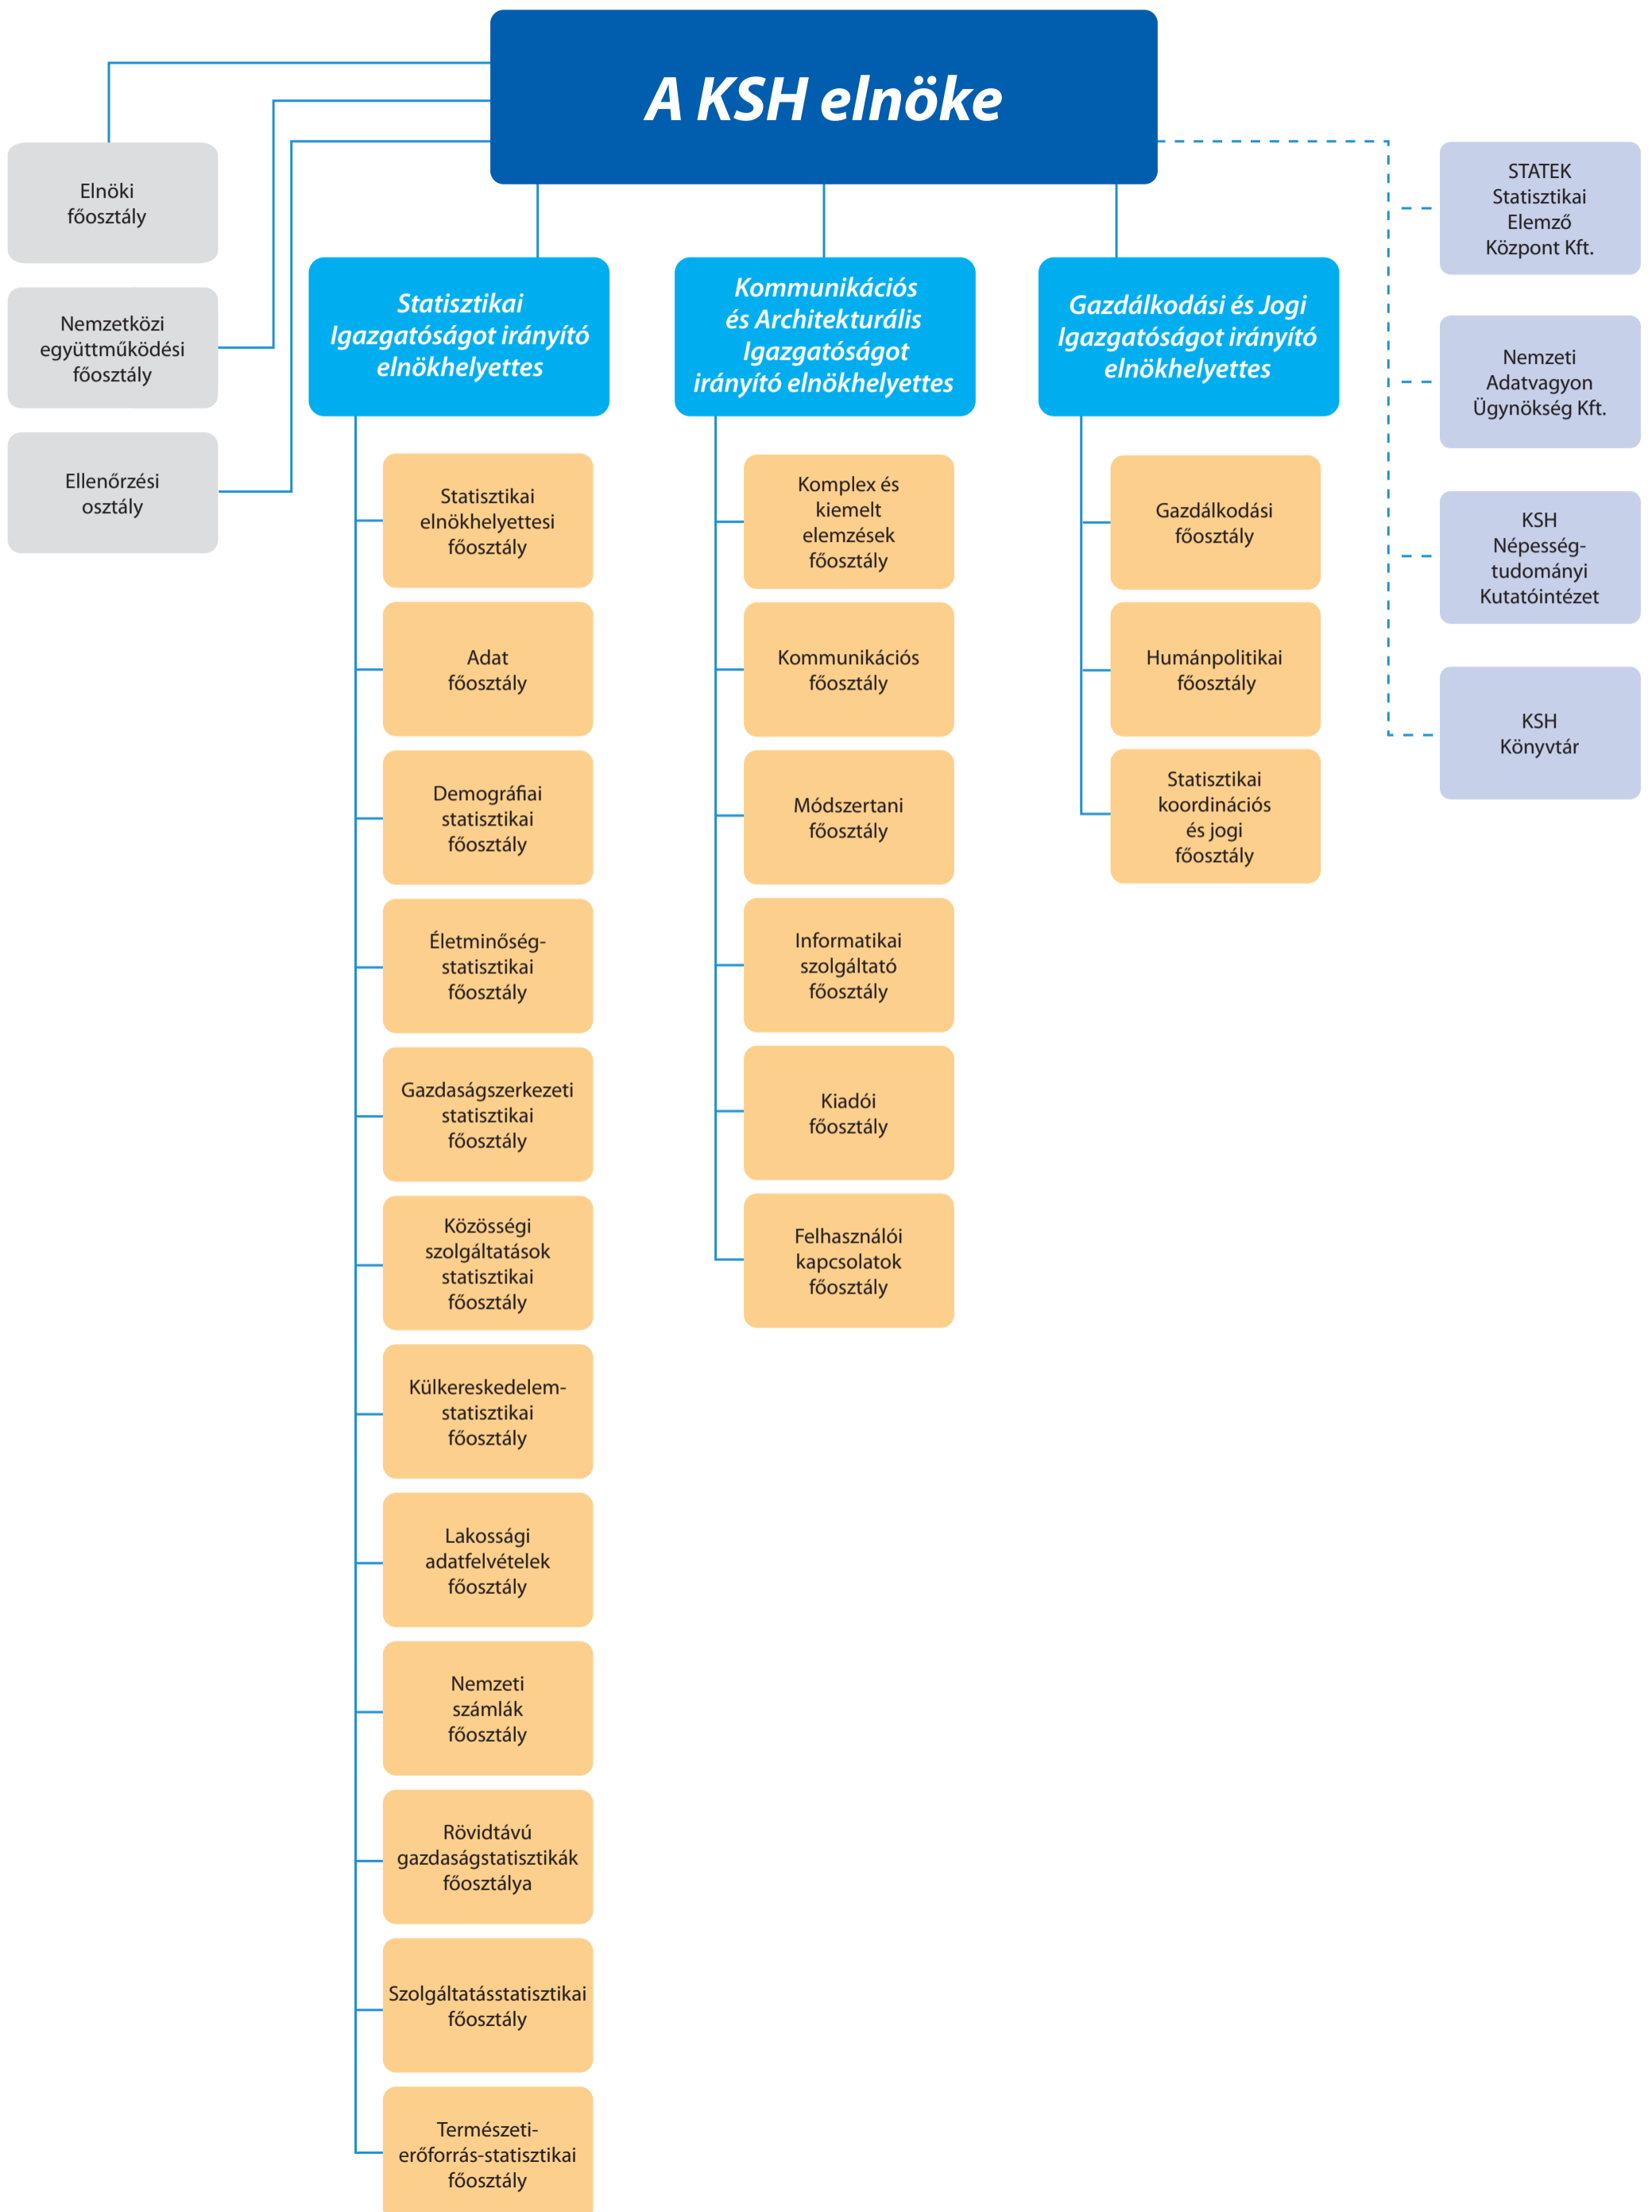 A KSH elnöke
Elnöki
főosztály
Nemzetközi
együttműködési
főosztály
Ellenőrzési
osztály
Statisztikai
Igazgatóságot irányító
elnökhelyettes
Statisztikai
elnökhelyettesi
főosztály
Adat
főosztály
Demográfiai
statisztikai
főosztály
Életminőség-
statisztikai
főosztály
Gazdaságszerkezeti
statisztikai
főosztály
Közösségi
szolgáltatások
statisztikai
főosztály
Külkereskedelem-
statisztikai
főosztály
Lakossági
adatfelvételek
főosztály
Nemzeti
számlák
főosztály
Rövidtávú
gazdaságstatisztikák
főosztálya
Szolgáltatásstatisztikai
főosztály
Természeti-
erőforrás-statisztikai
főosztály
Kommunikációs
és Architekturális
Igazgatóságot
irányító elnökhelyettes
Komplex és
kiemelt
elemzések
főosztály
Kommunikációs
főosztály
Módszertani
főosztály
Informatikai
szolgáltató
főosztály
Kiadói
főosztály
Felhasználói
kapcsolatok
főosztály
Gazdálkodási és Jogi
Igazgatóságot irányító
elnökhelyettes
Gazdálkodási
főosztály
Humánpolitikai
főosztály
Statisztikai
koordinációs
és jogi
főosztály
STATEK
Statisztikai
Elemző
Központ Kft.
Nemzeti
Adatvagyon
Ügynökség Kft.
KSH
Népesség-
tudományi
Kutatóintézet
KSH
Könyvtár